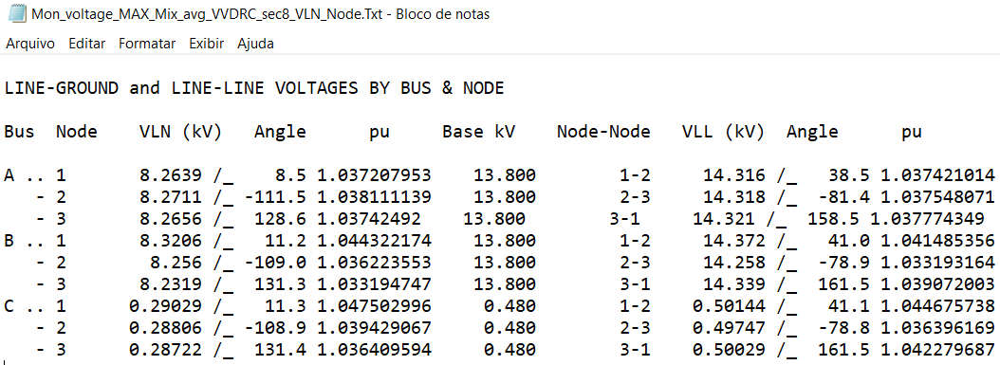 Mon_voltage_MAX_Mix_avg_VVDRC_sec8_VLN_Node.Txt - Bloco de notas
Arquivo Editar Formatar Exibir Ajuda
LINE-GROUND and LINE-LINE VOLTAGES BY BUS & NODE
Bus Node VLN (kV) Angle pu Base kV Node-Node VLL (kV) Angle pu
A .. 1 8.2639 /_ 8.5 1.037207953 13.800 1-2 14.316 /_ 38.5 1.037421014
- 2 8.2711 /_ -111.5 1.038111139 13.800 2-3 14.318 /_ -81.4 1.037548071
- 3 8.2656 /_ 128.6 1.03742492 13.800 3-1 14.321 /_ 158.5 1.037774349
B .. 1 8.3206 /_ 11.2 1.044322174 13.800 1-2 14.372 /_ 41.0 1.041485356
- 2 8.256 /_ -109.0 1.036223553 13.800 2-3 14.258 /_ -78.9 1.033193164
- 3 8.2319 /_ 131.3 1.033194747 13.800 3-1 14.339 /_ 161.5 1.039072003
C .. 1 0.29029 /_ 11.3 1.047502996 0.480 1-2 0.50144 /_ 41.1 1.044675738
- 2 0.28806 /_ -108.9 1.039429067 0.480 2-3 0.49747 /_ -78.8 1.036396169
- 3 0.28722 /_ 131.4 1.036409594 0.480 3-1 0.50029 /_ 161.5 1.042279687